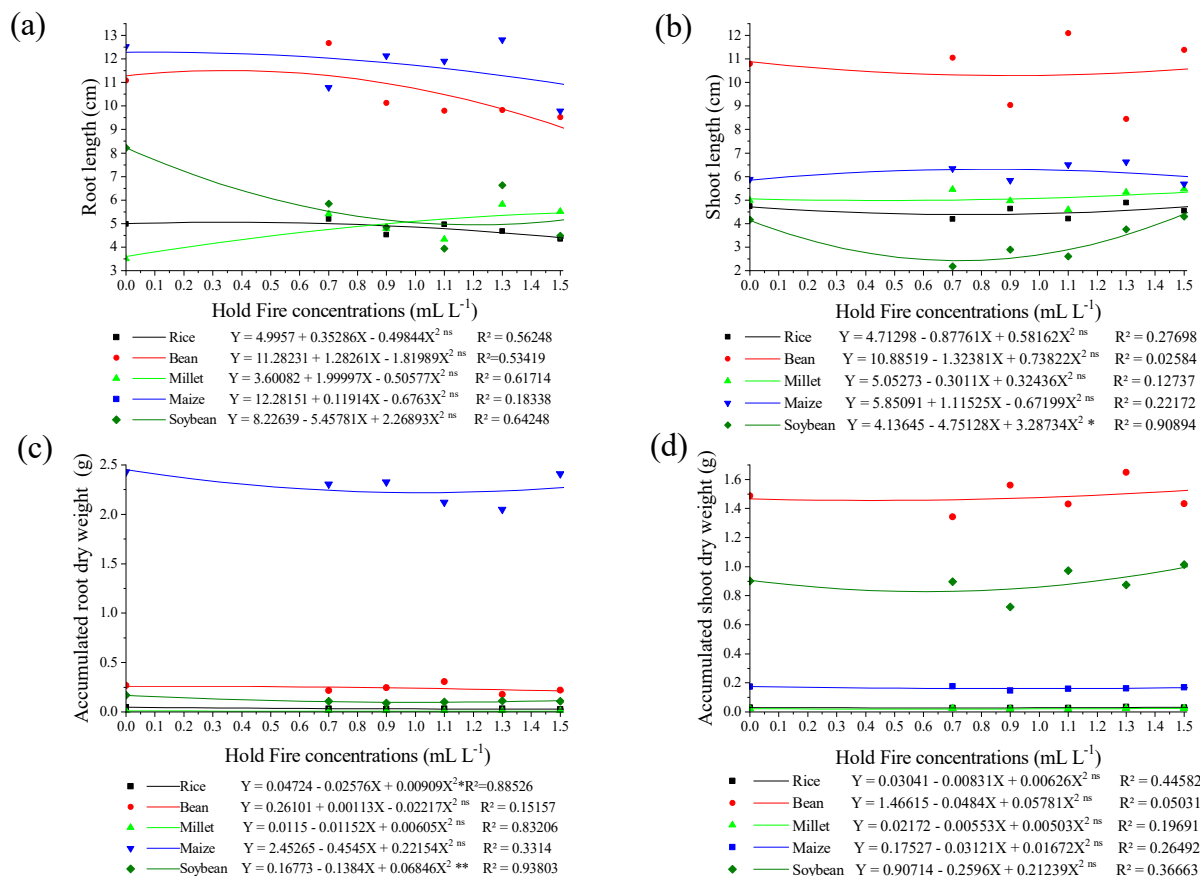 (a)
13
12
11
10
9
8
7
6
5
4
3
Root length (cm)
0.0 0.1 0.2 0.3 0.4 0.5 0.6 0.7 0.8 0.9 1.0 1.1 1.2 1.3 1.4 1.5
Hold Fire concentrations (mL L⁻¹)
Rice Y = 4.9957 + 0.35286X - 0.49844X² ⁿˢ R² = 0.56248
Bean Y = 11.28231 + 1.28261X - 1.81989X² ⁿˢ R²=0.53419
Millet Y = 3.60082 + 1.99997X - 0.50577X² ⁿˢ R² = 0.61714
Maize Y = 12.28151 + 0.11914X - 0.6763X² ⁿˢ R² = 0.18338
Soybean Y = 8.22639 - 5.45781X + 2.26893X² ⁿˢ R² = 0.64248
(b)
13
12
11
10
9
8
7
6
5
4
3
2
Shoot length (cm)
0.0 0.1 0.2 0.3 0.4 0.5 0.6 0.7 0.8 0.9 1.0 1.1 1.2 1.3 1.4 1.5
Hold Fire concentrations (mL L⁻¹)
Rice Y = 4.71298 - 0.87761X + 0.58162X² ⁿˢ R² = 0.27698
Bean Y = 10.88519 - 1.32381X + 0.73822X² ⁿˢ R² = 0.02584
Millet Y = 5.05273 - 0.3011X + 0.32436X² ⁿˢ R² = 0.12737
Maize Y = 5.85091 + 1.11525X - 0.67199X² ⁿˢ R² = 0.22172
Soybean Y = 4.13645 - 4.75128X + 3.28734X² * R² = 0.90894
(c)
2.5
2.0
1.5
1.0
0.5
0.0
Accumulated root dry weight (g)
0.0 0.1 0.2 0.3 0.4 0.5 0.6 0.7 0.8 0.9 1.0 1.1 1.2 1.3 1.4 1.5
Hold Fire concentrations (mL L⁻¹)
Rice Y = 0.04724 - 0.02576X + 0.00909X²*R²=0.88526
Bean Y = 0.26101 + 0.00113X - 0.02217X² ⁿˢ R² = 0.15157
Millet Y = 0.0115 - 0.01152X + 0.00605X² ⁿˢ R² = 0.83206
Maize Y = 2.45265 - 0.4545X + 0.22154X² ⁿˢ R² = 0.3314
Soybean Y = 0.16773 - 0.1384X + 0.06846X² ** R² = 0.93803
(d)
1.6
1.4
1.2
1.0
0.8
0.6
0.4
0.2
0.0
Accumulated shoot dry weight (g)
0.0 0.1 0.2 0.3 0.4 0.5 0.6 0.7 0.8 0.9 1.0 1.1 1.2 1.3 1.4 1.5
Hold Fire concentrations (mL L⁻¹)
Rice Y = 0.03041 - 0.00831X + 0.00626X² ⁿˢ R² = 0.44582
Bean Y = 1.46615 - 0.0484X + 0.05781X² ⁿˢ R² = 0.05031
Millet Y = 0.02172 - 0.00553X + 0.00503X² ⁿˢ R² = 0.19691
Maize Y = 0.17527 - 0.03121X + 0.01672X² ⁿˢ R² = 0.26492
Soybean Y = 0.90714 - 0.2596X + 0.21239X² ⁿˢ R² = 0.36663